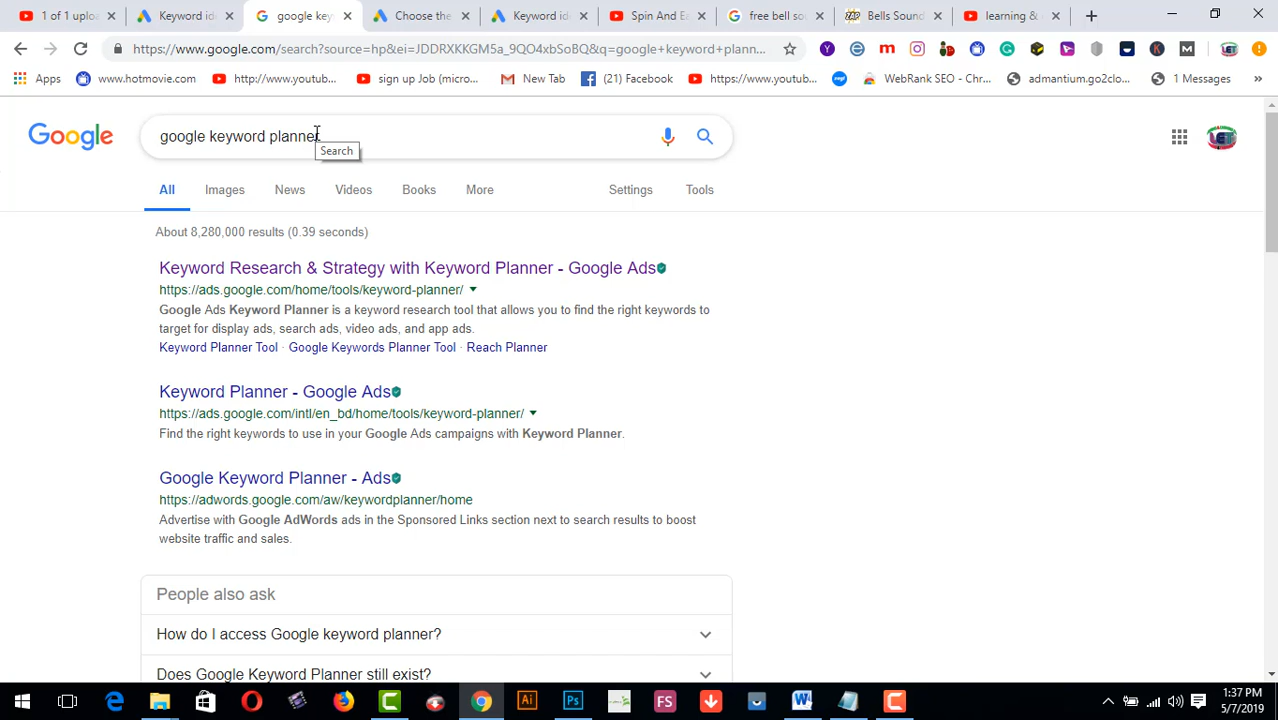 1 of 1 uploa
Keyword ide
google key
Choose the
Keyword ide
Spin And Ea
free bell sou
Bells Sound
learning &
https://www.google.com/search?source=hp&ei=JDDRXKKGM5a_9QO4xbSoBQ&q=google+keyword+plann...
Apps
www.hotmovie.com
http://www.youtub...
sign up Job (micro...
New Tab
(21) Facebook
https://www.youtub...
WebRank SEO - Chr...
admantium.go2clo...
1 Messages
Google
google keyword planner
Search
All
Images
News
Videos
Books
More
Settings
Tools
About 8,280,000 results (0.39 seconds)
Keyword Research & Strategy with Keyword Planner - Google Ads
https://ads.google.com/home/tools/keyword-planner/
Google Ads Keyword Planner is a keyword research tool that allows you to find the right keywords to
target for display ads, search ads, video ads, and app ads.
Keyword Planner Tool · Google Keywords Planner Tool · Reach Planner
Keyword Planner - Google Ads
https://ads.google.com/intl/en_bd/home/tools/keyword-planner/
Find the right keywords to use in your Google Ads campaigns with Keyword Planner.
Google Keyword Planner - Ads
https://adwords.google.com/aw/keywordplanner/home
Advertise with Google AdWords ads in the Sponsored Links section next to search results to boost
website traffic and sales.
People also ask
How do I access Google keyword planner?
Does Google Keyword Planner still exist?
1:37 PM
5/7/2019